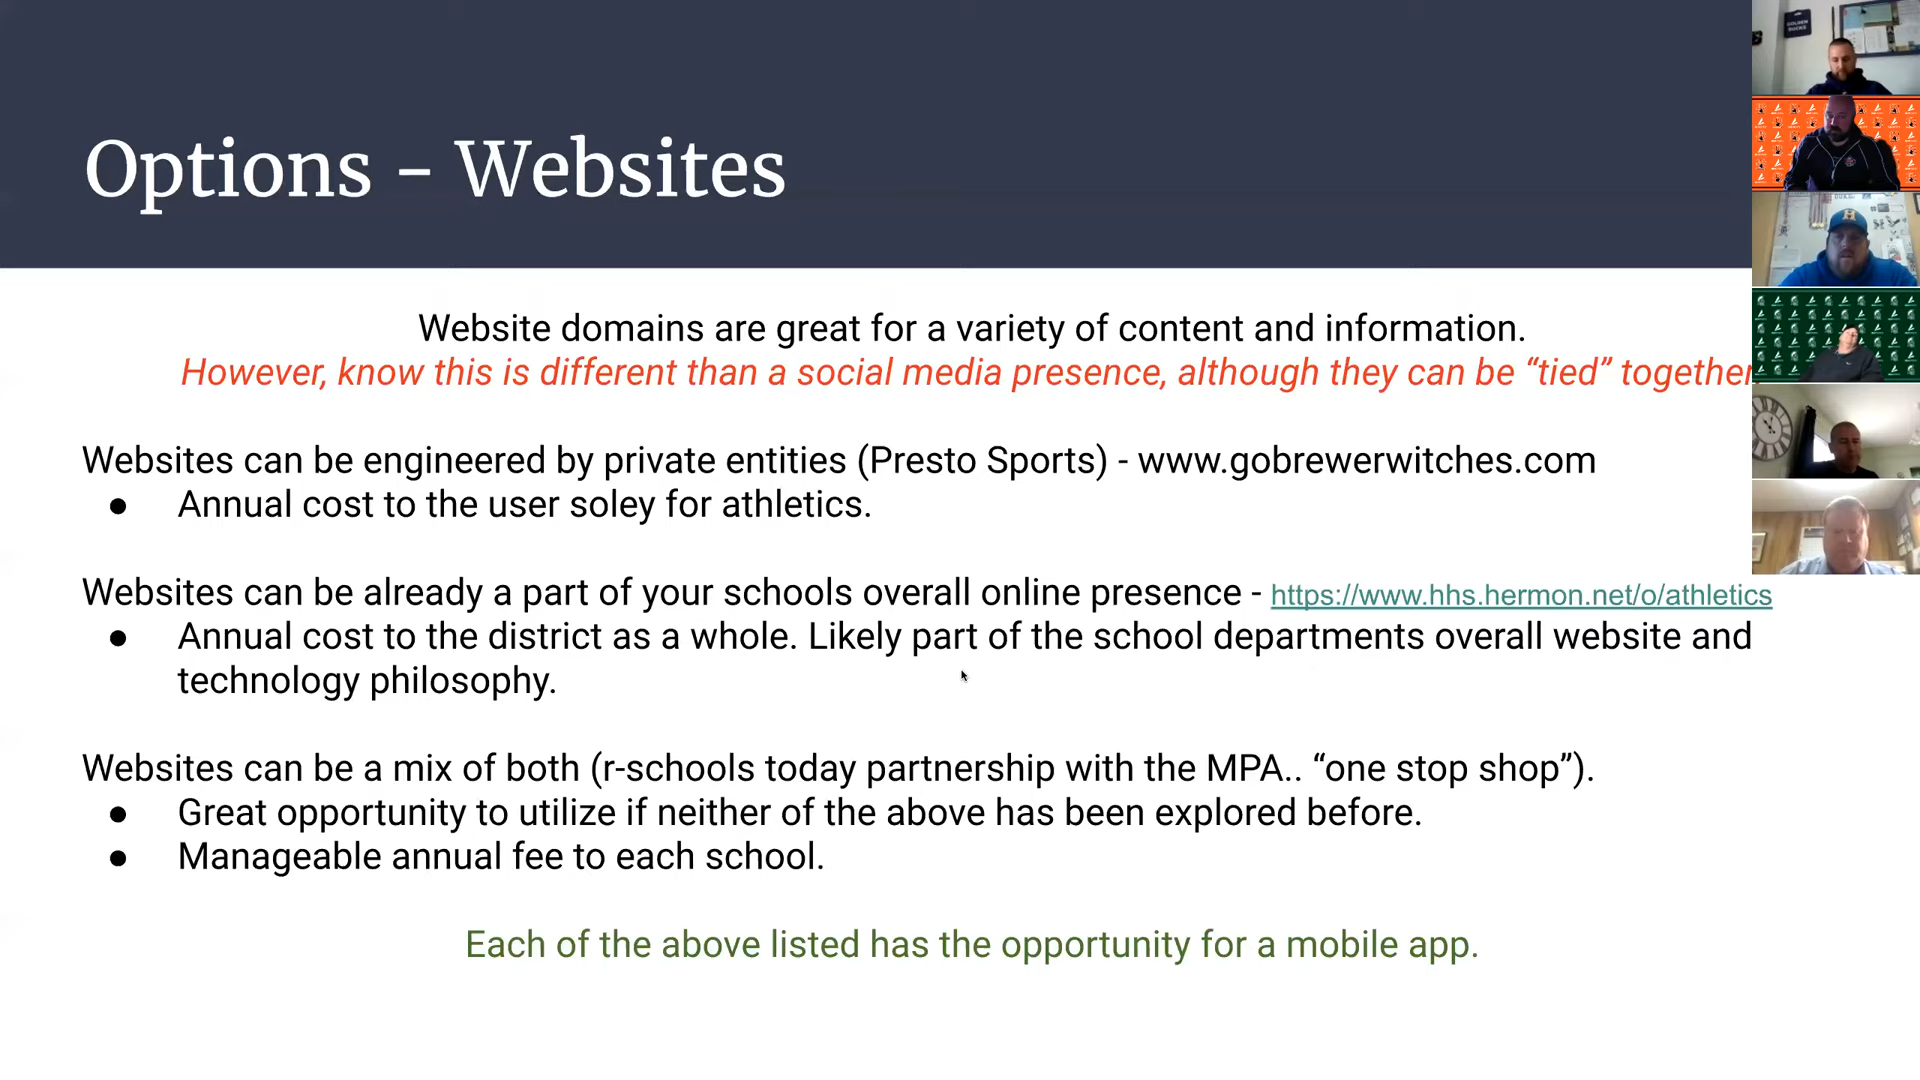 Options - Websites
Website domains are great for a variety of content and information.
However, know this is different than a social media presence, although they can be “tied” together
Websites can be engineered by private entities (Presto Sports) - www.gobrewerwitches.com
● Annual cost to the user soley for athletics.
Websites can be already a part of your schools overall online presence - https://www.hhs.hermon.net/o/athletics
● Annual cost to the district as a whole. Likely part of the school departments overall website and
technology philosophy.
Websites can be a mix of both (r-schools today partnership with the MPA.. “one stop shop”).
● Great opportunity to utilize if neither of the above has been explored before.
● Manageable annual fee to each school.
Each of the above listed has the opportunity for a mobile app.
GOLDEN
DUCKS
H